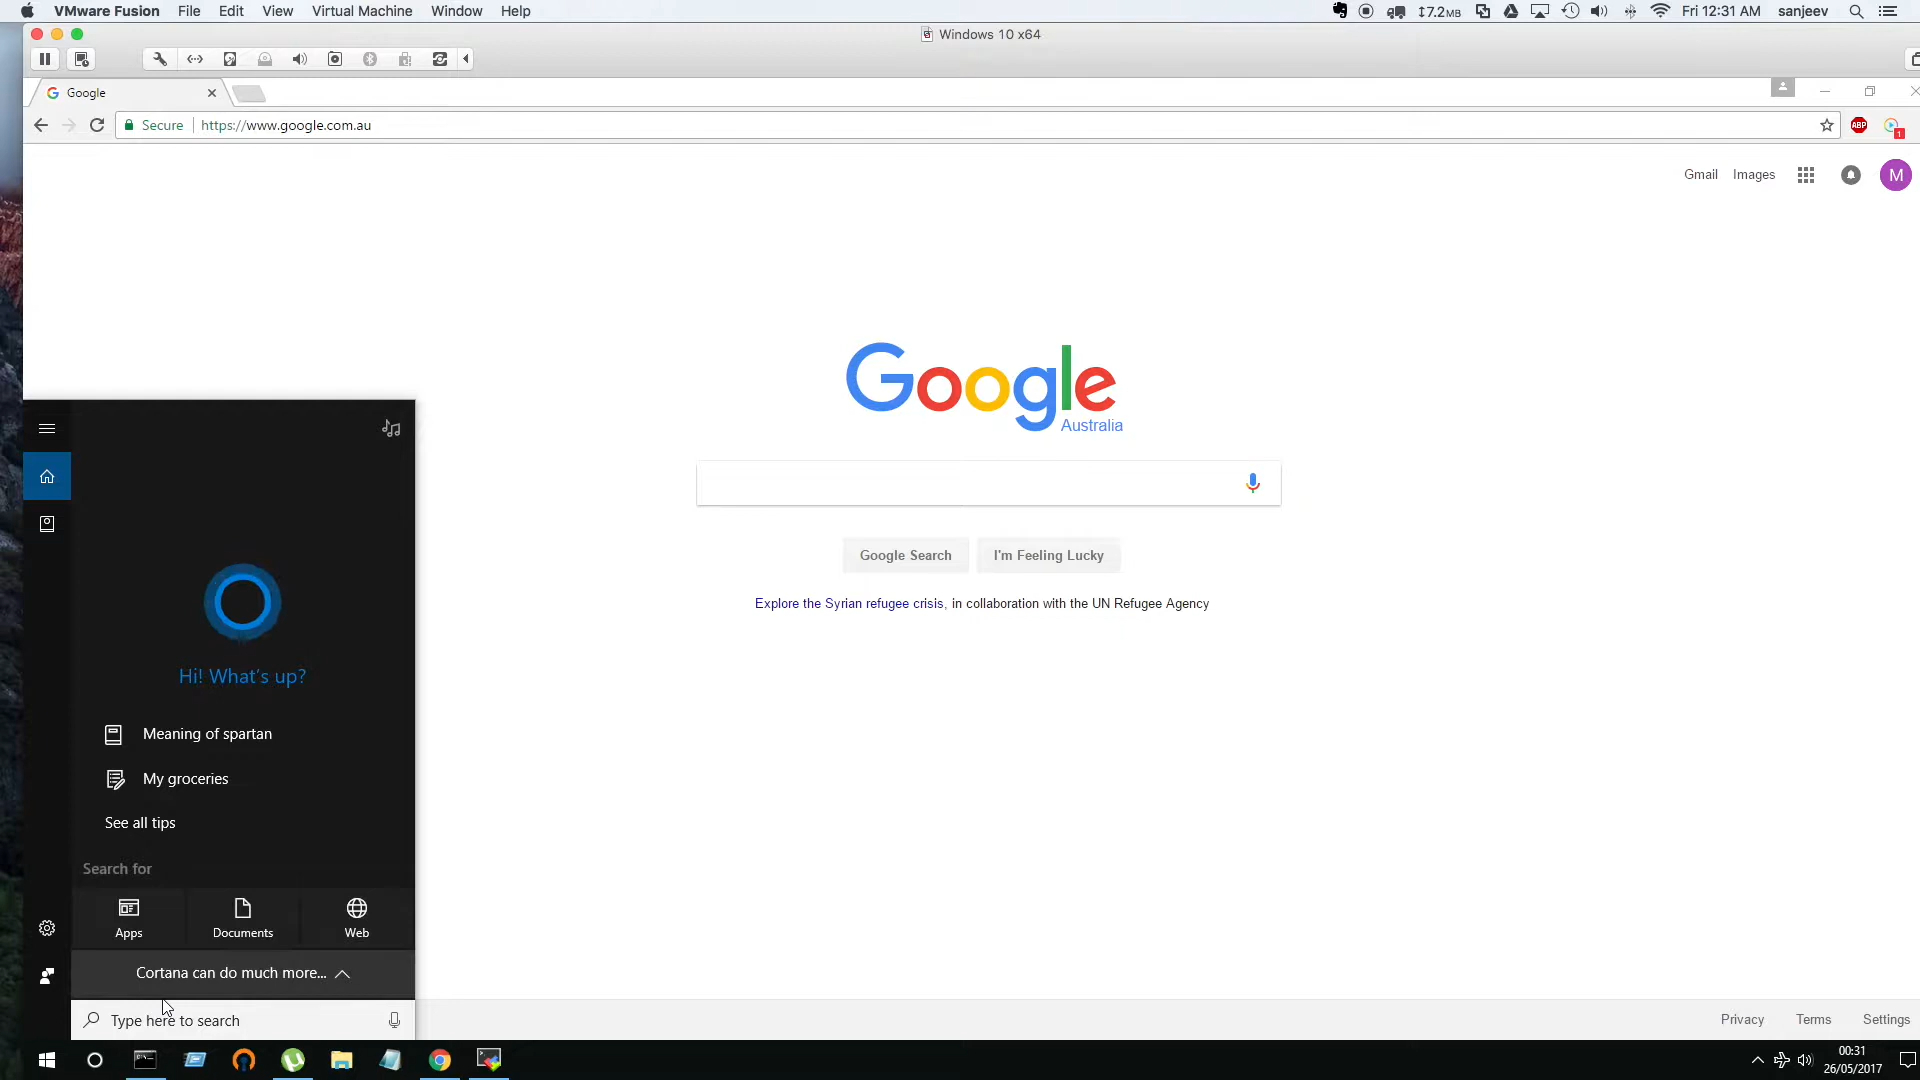 VMware Fusion File Edit View Virtual Machine Window Help 7.2MB Fri 12:31 AM sanjeev
Windows 10 x64
Google
Secure https://www.google.com.au ABP 1
Gmail Images M
Google
Australia
Google Search I'm Feeling Lucky
Explore the Syrian refugee crisis, in collaboration with the UN Refugee Agency
Hi! What's up?
Meaning of spartan
My groceries
See all tips
Search for
Apps Documents Web
Cortana can do much more...
Type here to search
Privacy Terms Settings
00:31
26/05/2017